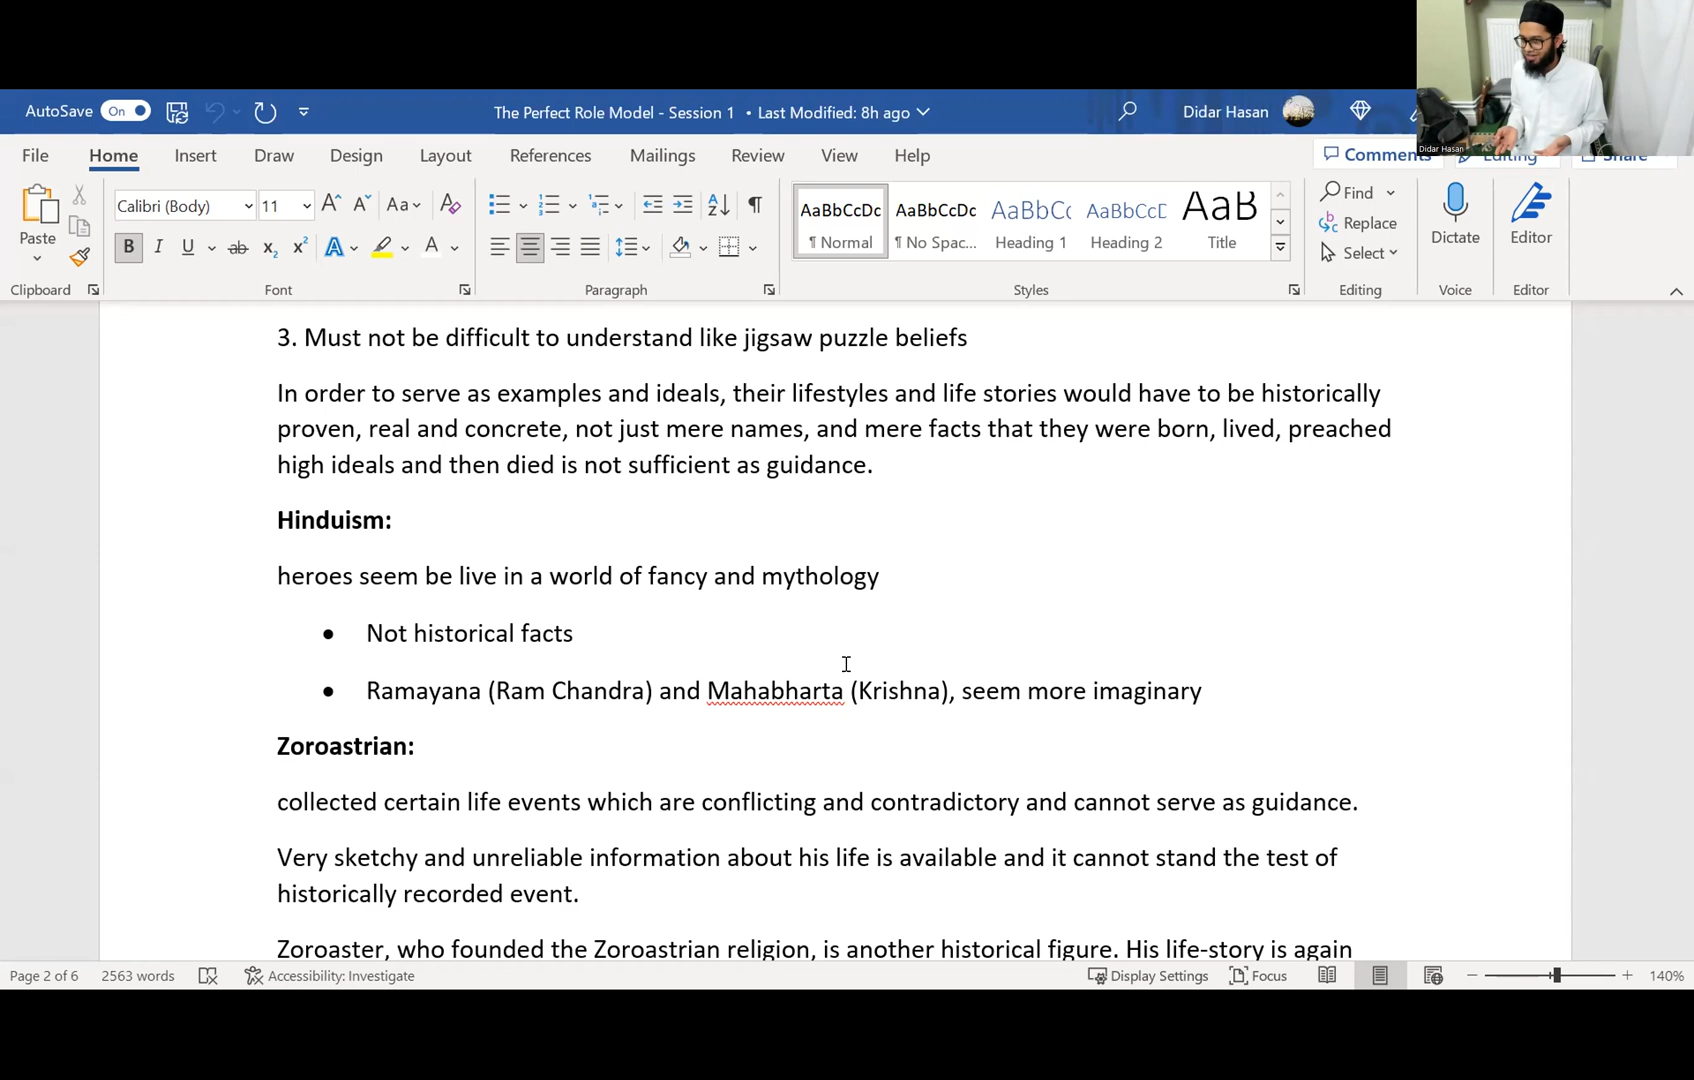 AutoSave On The Perfect Role Model - Session 1 • Last Modified: 8h ago Didar Hasan
Didar Hasan
File Home Insert Draw Design Layout References Mailings Review View Help Comments Editing Share
Calibri (Body) 11 Aa
Paste
B I U ab x₂ x² A A
AaBbCcDc AaBbCcDc AaBbCc AaBbCcD AaB
¶ Normal ¶ No Spac... Heading 1 Heading 2 Title
Find
Replace
Select
Dictate Editor
Clipboard Font Paragraph Styles Editing Voice Editor
3. Must not be difficult to understand like jigsaw puzzle beliefs
In order to serve as examples and ideals, their lifestyles and life stories would have to be historically
proven, real and concrete, not just mere names, and mere facts that they were born, lived, preached
high ideals and then died is not sufficient as guidance.
Hinduism:
heroes seem be live in a world of fancy and mythology
• Not historical facts
• Ramayana (Ram Chandra) and Mahabharta (Krishna), seem more imaginary
Zoroastrian:
collected certain life events which are conflicting and contradictory and cannot serve as guidance.
Very sketchy and unreliable information about his life is available and it cannot stand the test of
historically recorded event.
Zoroaster, who founded the Zoroastrian religion, is another historical figure. His life-story is again
Page 2 of 6 2563 words Accessibility: Investigate Display Settings Focus 140%